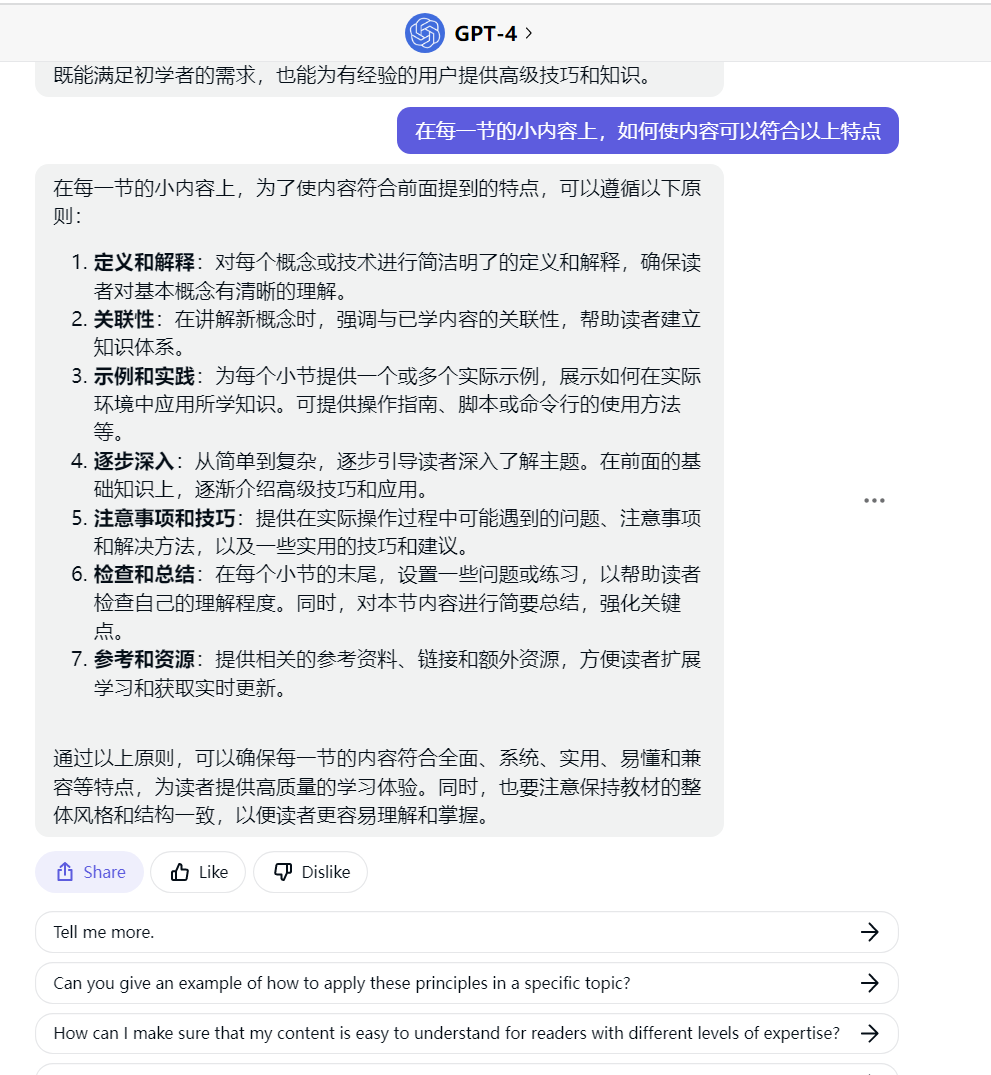 GPT-4
既能满足初学者的需求，也能为有经验的用户提供高级技巧和知识。
在每一节的小内容上，如何使内容可以符合以上特点
在每一节的小内容上，为了使内容符合前面提到的特点，可以遵循以下原
则：
1. 定义和解释：对每个概念或技术进行简洁明了的定义和解释，确保读
者对基本概念有清晰的理解。
2. 关联性：在讲解新概念时，强调与已学内容的关联性，帮助读者建立
知识体系。
3. 示例和实践：为每个小节提供一个或多个实际示例，展示如何在实际
环境中应用所学知识。可提供操作指南、脚本或命令行的使用方法
等。
4. 逐步深入：从简单到复杂，逐步引导读者深入了解主题。在前面的基
础知识上，逐渐介绍高级技巧和应用。
5. 注意事项和技巧：提供在实际操作过程中可能遇到的问题、注意事项
和解决方法，以及一些实用的技巧和建议。
6. 检查和总结：在每个小节的末尾，设置一些问题或练习，以帮助读者
检查自己的理解程度。同时，对本节内容进行简要总结，强化关键
点。
7. 参考和资源：提供相关的参考资料、链接和额外资源，方便读者扩展
学习和获取实时更新。
通过以上原则，可以确保每一节的内容符合全面、系统、实用、易懂和兼
容等特点，为读者提供高质量的学习体验。同时，也要注意保持教材的整
体风格和结构一致，以便读者更容易理解和掌握。
Share
Like
Dislike
Tell me more.
Can you give an example of how to apply these principles in a specific topic?
How can I make sure that my content is easy to understand for readers with different levels of expertise?